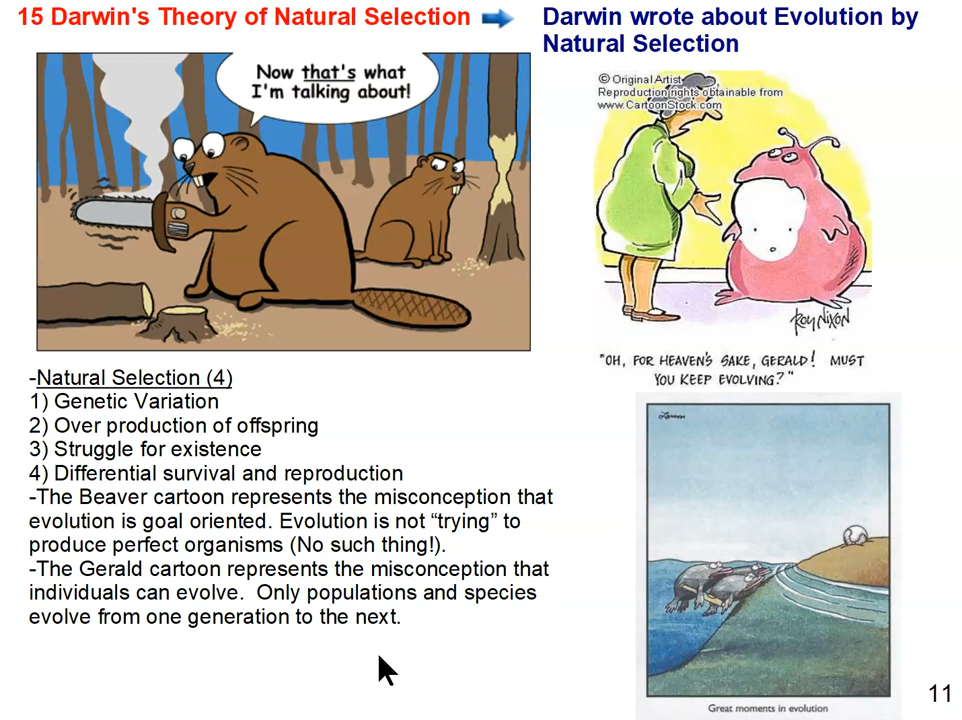 15 Darwin's Theory of Natural Selection
Darwin wrote about Evolution by
Natural Selection
Now that's what
I'm talking about!
© Original Artist
Reproduction rights obtainable from
www.CartoonStock.com
ROY NIXON
"OH, FOR HEAVEN'S SAKE, GERALD! MUST
YOU KEEP EVOLVING?"
-Natural Selection (4)
1) Genetic Variation
2) Over production of offspring
3) Struggle for existence
4) Differential survival and reproduction
-The Beaver cartoon represents the misconception that
evolution is goal oriented. Evolution is not “trying” to
produce perfect organisms (No such thing!).
-The Gerald cartoon represents the misconception that
individuals can evolve.  Only populations and species
evolve from one generation to the next.
Great moments in evolution
11